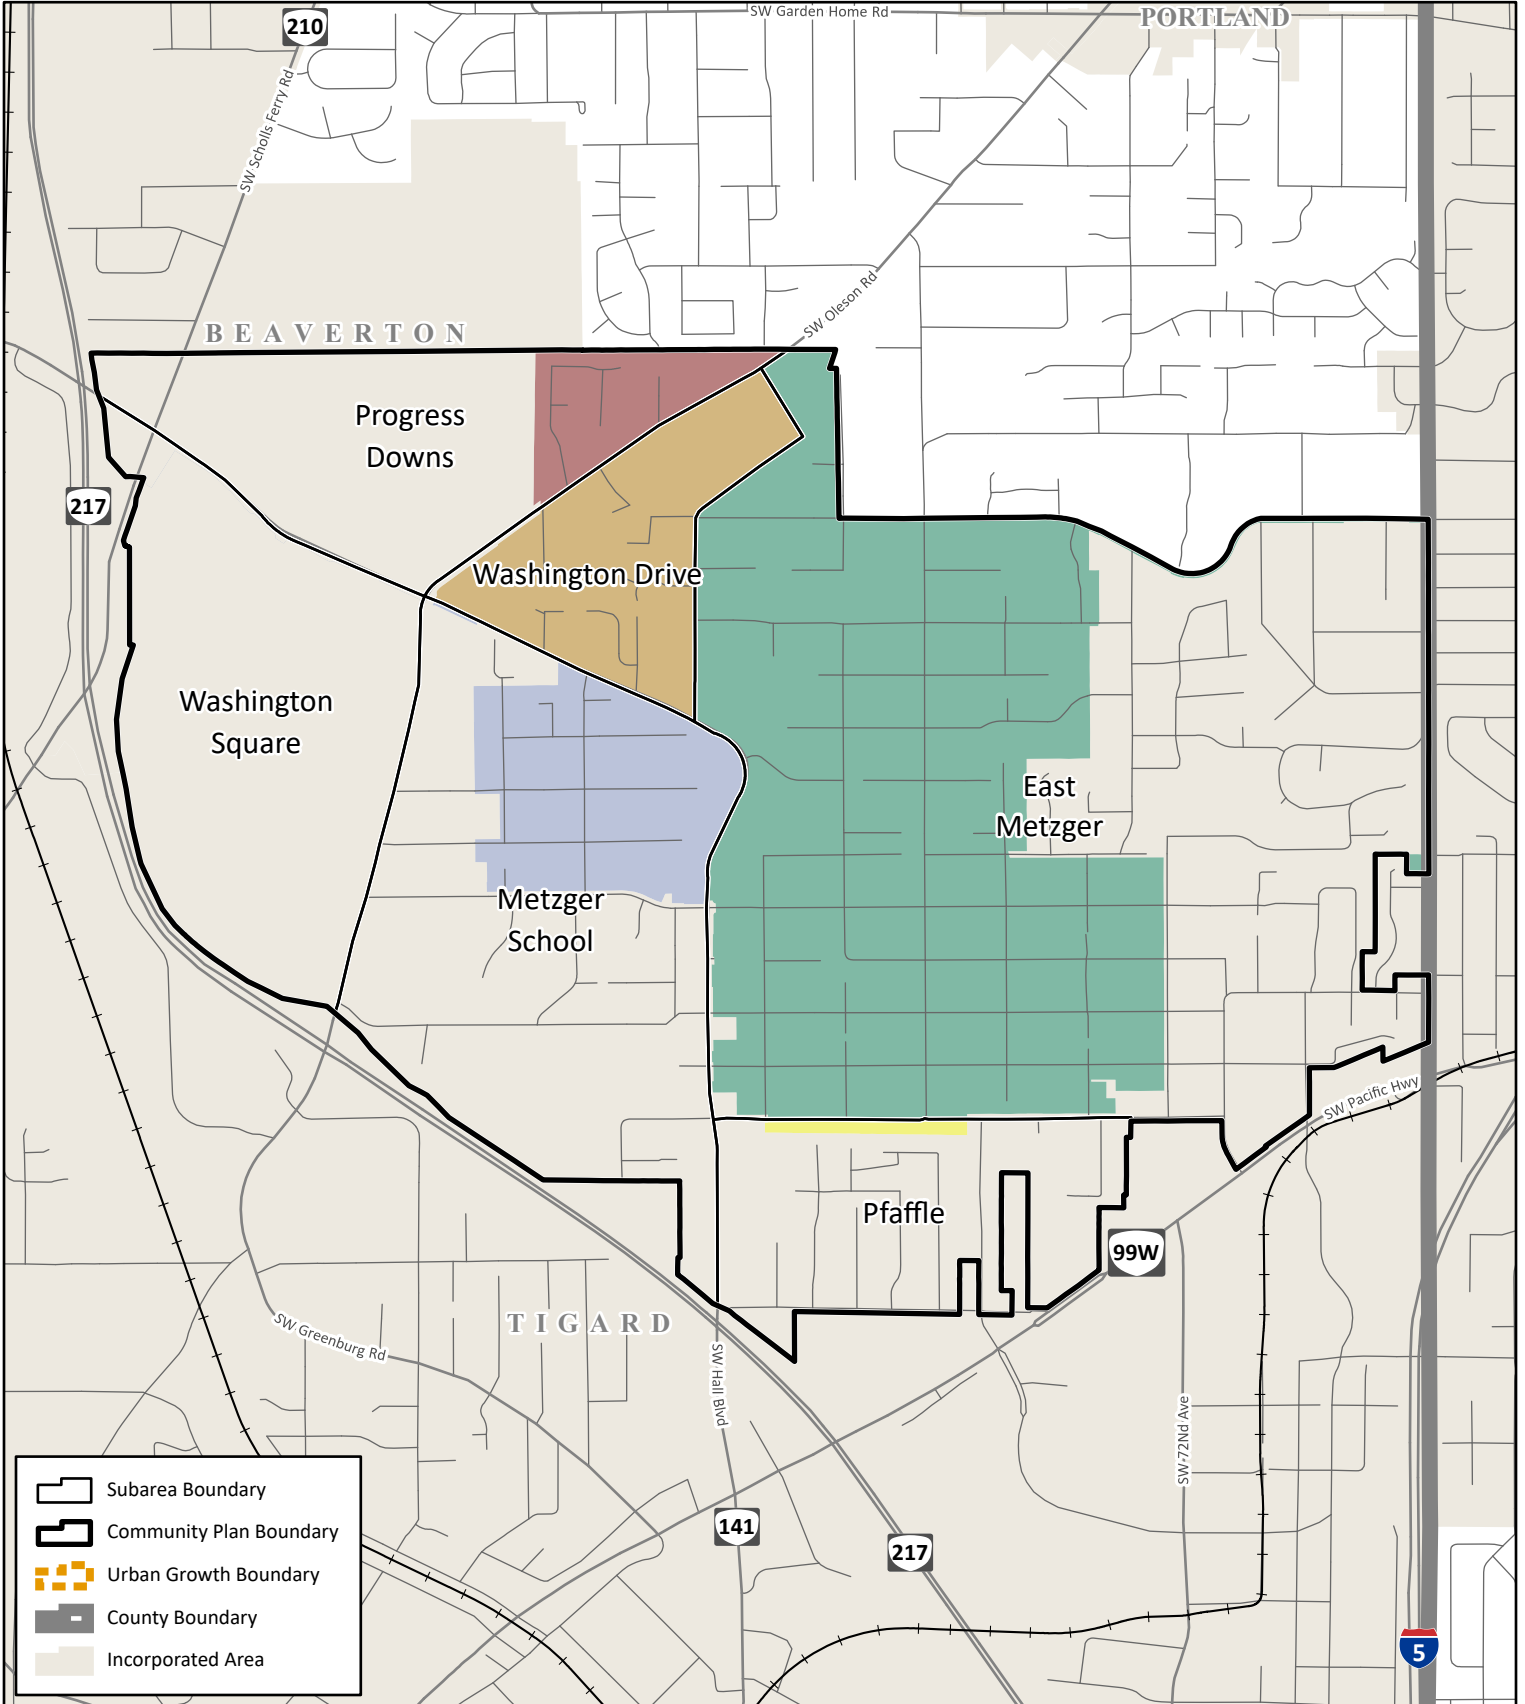 SW Garden Home Rd
PORTLAND
210
SW Scholls Ferry Rd
SW Oleson Rd
BEAVERTON
Progress
Downs
217
Washington Drive
Washington
Square
East
Metzger
Metzger
School
SW Pacific Hwy
Pfaffle
99W
TIGARD
SW Greenburg Rd
SW Hall Blvd
SW 72Nd Ave
141
217
5
Subarea Boundary
Community Plan Boundary
Urban Growth Boundary
County Boundary
Incorporated Area